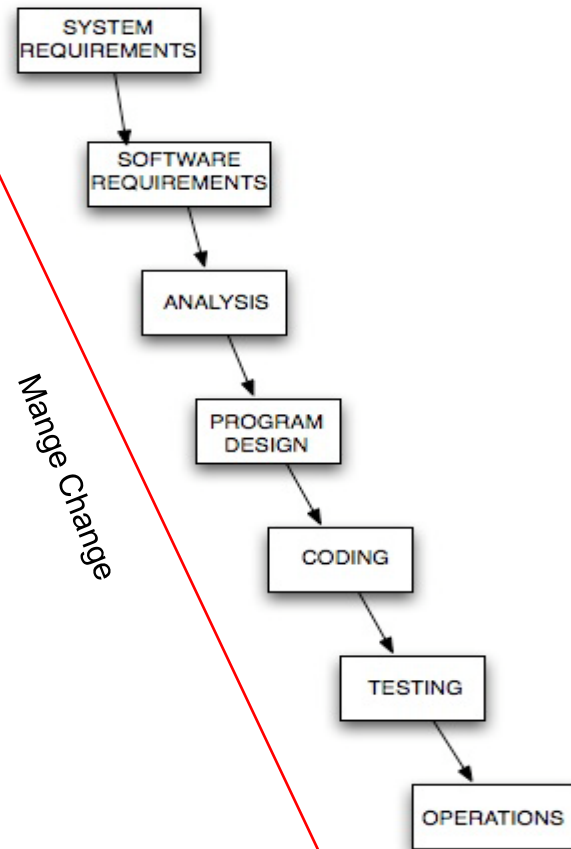 SYSTEM
REQUIREMENTS
SOFTWARE
REQUIREMENTS
ANALYSIS
Mange Change
PROGRAM
DESIGN
CODING
TESTING
OPERATIONS